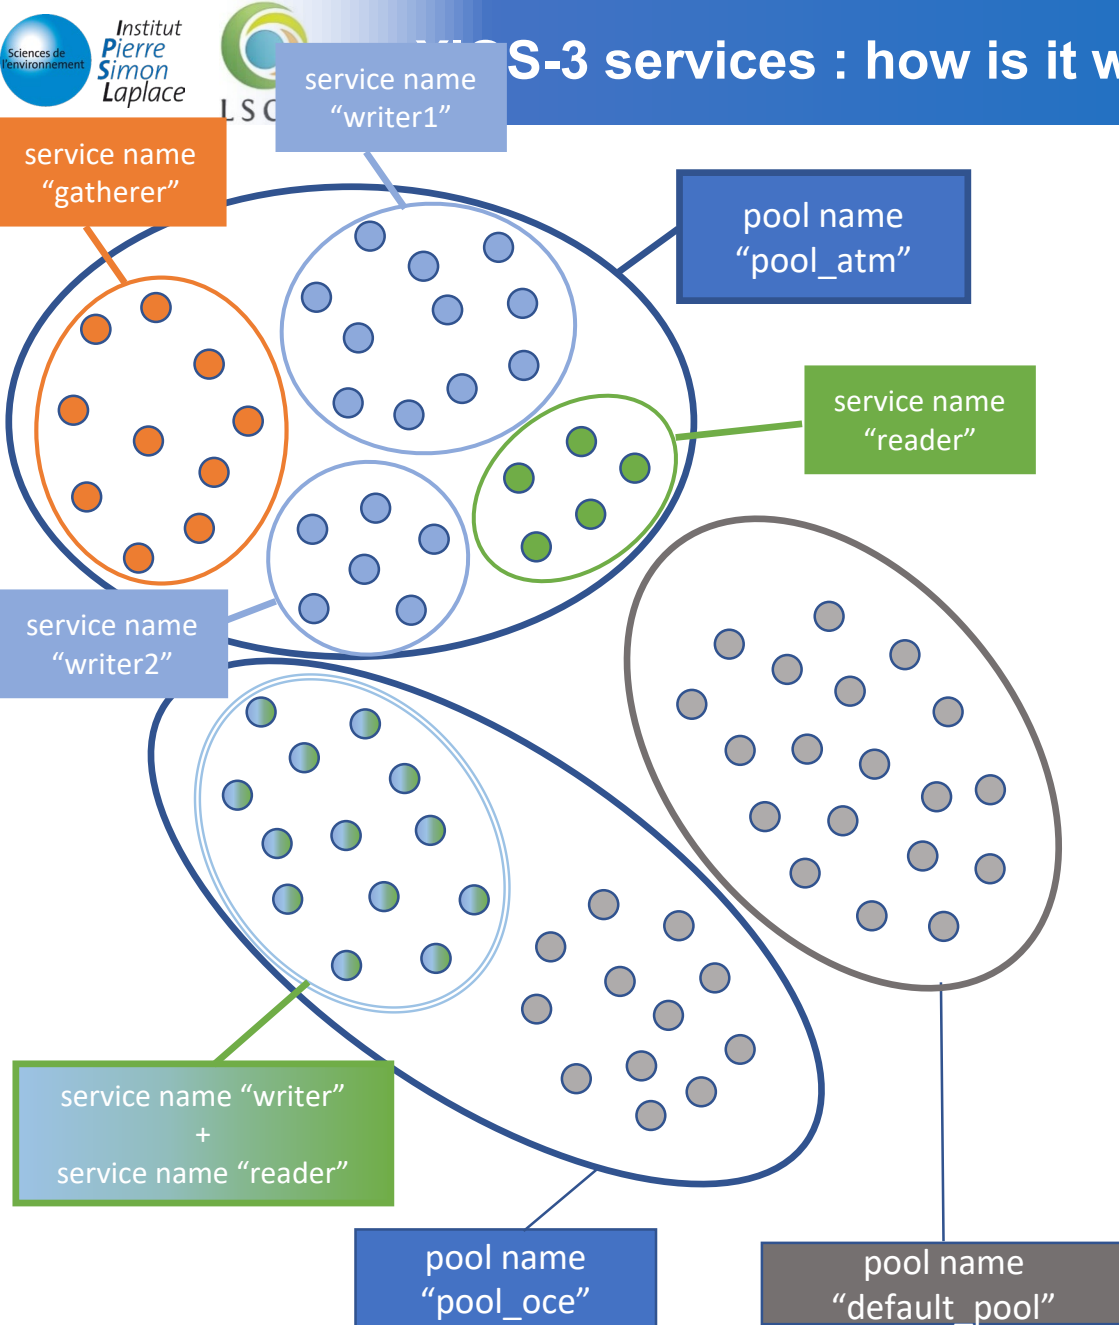 Institut
Pierre
Simon
Laplace
Sciences de
l'environnement
S-3 services : how is it w
service name
“writer1”
service name
“gatherer”
pool name
“pool_atm”
service name
“reader”
service name
“writer2”
service name “writer”
+
service name “reader”
pool name
“pool_oce”
pool name
“default_pool”